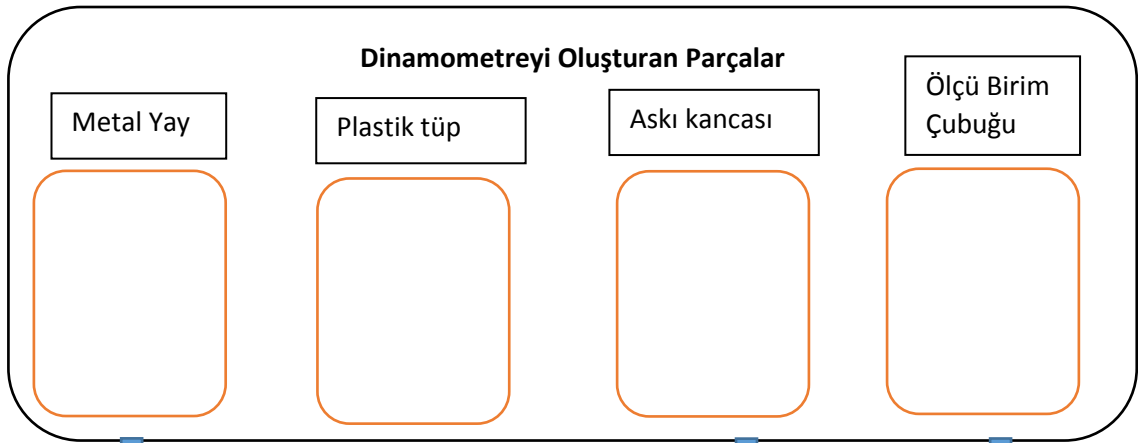 Dinamometreyi Oluşturan Parçalar
Metal Yay
Plastik tüp
Askı kancası
Ölçü Birim
Çubuğu